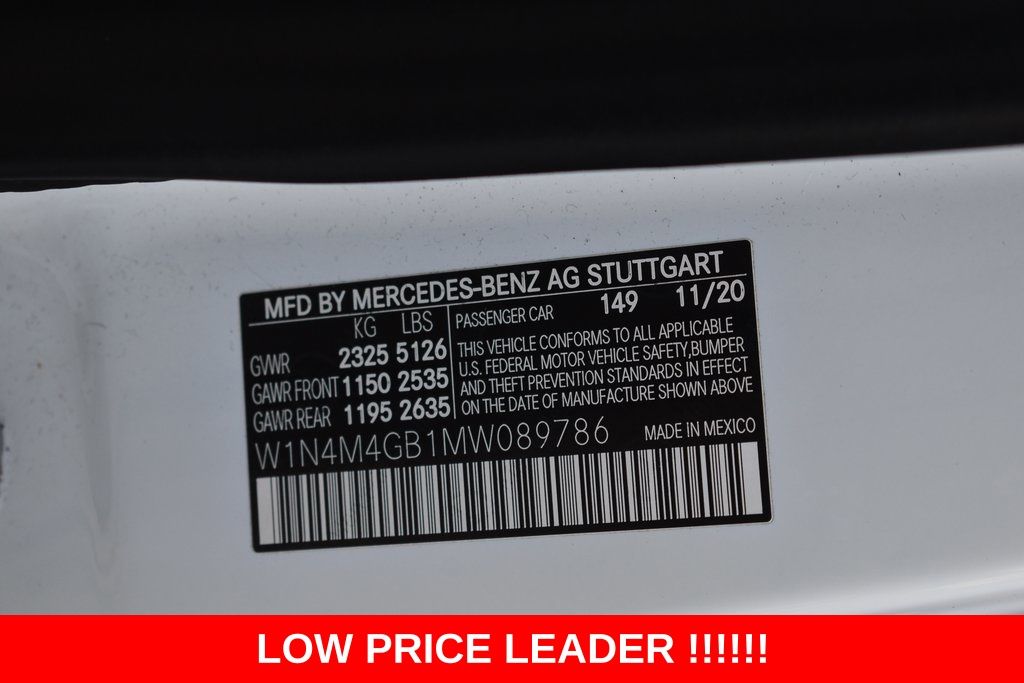 MFD BY MERCEDES-BENZ AG STUTTGART
KG LBS
GVWR 2325 5126
GAWR FRONT 1150 2535
GAWR REAR 1195 2635
PASSENGER CAR 149 11/20
THIS VEHICLE CONFORMS TO ALL APPLICABLE
U.S. FEDERAL MOTOR VEHICLE SAFETY,BUMPER
AND THEFT PREVENTION STANDARDS IN EFFECT
ON THE DATE OF MANUFACTURE SHOWN ABOVE
W1N4M4GB1MW089786 MADE IN MEXICO
LOW PRICE LEADER !!!!!!